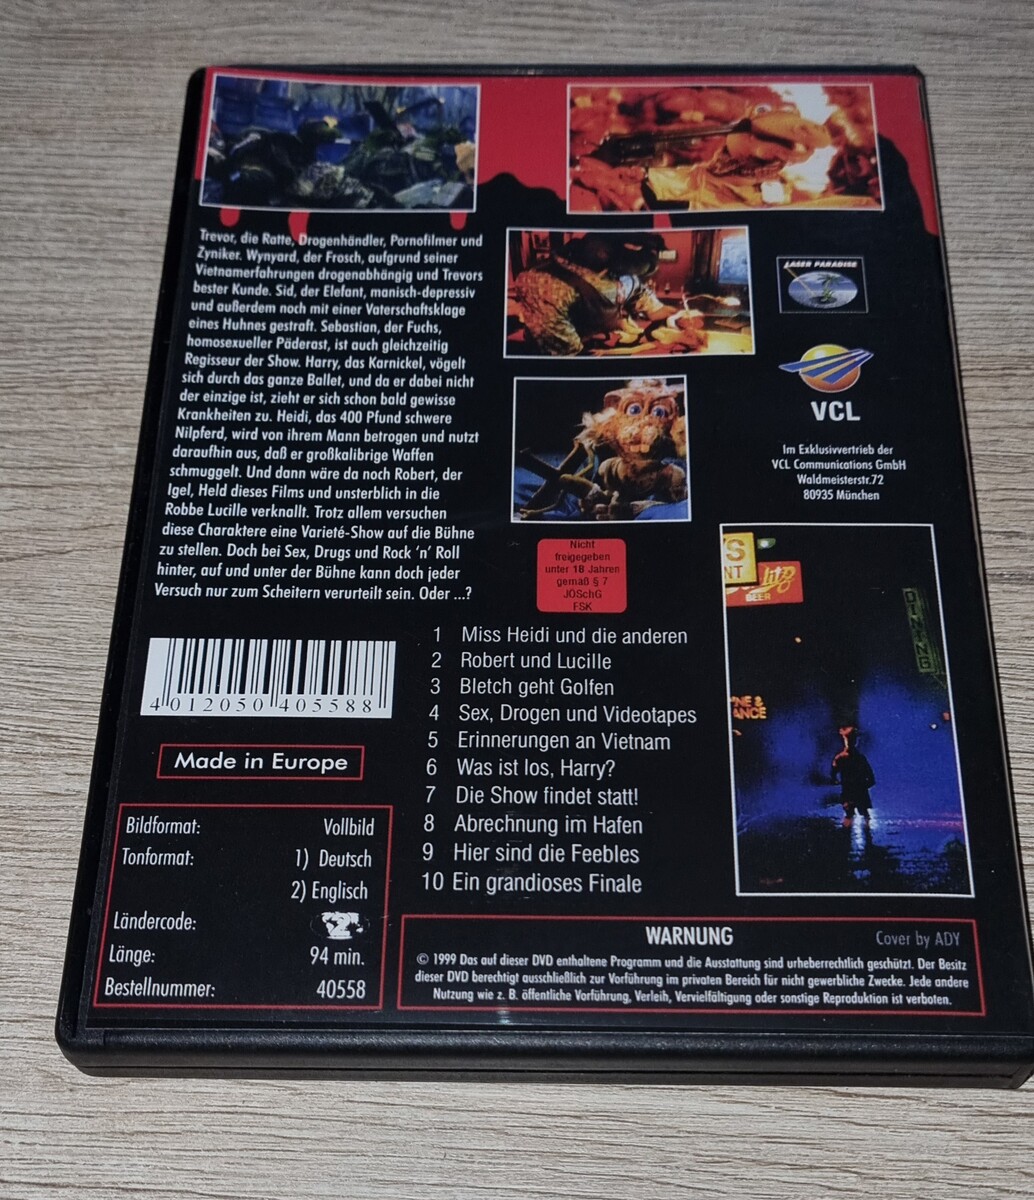 Trevor, die Ratte, Drogenhändler, Pornofilmer und
Zyniker. Wynyard, der Frosch, aufgrund seiner
Vietnamerfahrungen drogenabhängig und Trevors
bester Kunde. Sid, der Elefant, manisch-depressiv
und außerdem noch mit einer Vaterschaftsklage
eines Huhnes gestraft. Sebastian, der Fuchs,
homosexueller Päderast, ist auch gleichzeitig
Regisseur der Show. Harry, das Karnickel, vögelt
sich durch das ganze Ballet, und da er dabei nicht
der einzige ist, zieht er sich schon bald gewisse
Krankheiten zu. Heidi, das 400 Pfund schwere
Nilpferd, wird von ihrem Mann betrogen und nutzt
daraufhin aus, daß er großkalibrige Waffen
schmuggelt. Und dann wäre da noch Robert, der
Igel, Held dieses Films und unsterblich in die
Robbe Lucille verknallt. Trotz allem versuchen
diese Charaktere eine Varieté-Show auf die Bühne
zu stellen. Doch bei Sex, Drugs und Rock 'n' Roll
hinter, auf und unter der Bühne kann doch jeder
Versuch nur zum Scheitern verurteilt sein. Oder ...?
LASER PARADISE
VCL
Im Exklusivvertrieb der
VCL Communications GmbH
Waldmeisterstr.72
80935 München
Nicht
freigegeben
unter 18 Jahren
gemäß § 7
JÖSchG
FSK
S
NT
litz
BEER
DINING
NE &
ANCE
1 Miss Heidi und die anderen
2 Robert und Lucille
3 Bletch geht Golfen
4 Sex, Drogen und Videotapes
5 Erinnerungen an Vietnam
6 Was ist los, Harry?
7 Die Show findet statt!
8 Abrechnung im Hafen
9 Hier sind die Feebles
10 Ein grandioses Finale
4 012050 405588
Made in Europe
Bildformat: Vollbild
Tonformat: 1) Deutsch
2) Englisch
Ländercode: 2
Länge: 94 min.
Bestellnummer: 40558
WARNUNG
Cover by ADY
© 1999 Das auf dieser DVD enthaltene Programm und die Ausstattung sind urheberrechtlich geschützt. Der Besitz
dieser DVD berechtigt ausschließlich zur Vorführung im privaten Bereich für nicht gewerbliche Zwecke. Jede andere
Nutzung wie z. B. öffentliche Vorführung, Verleih, Vervielfältigung oder sonstige Reproduktion ist verboten.